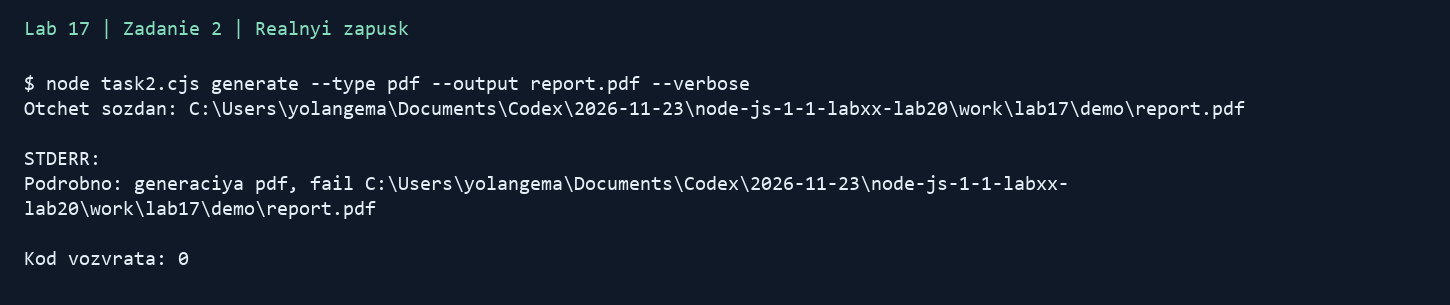 Lab 17 | Zadanie 2 | Realnyi zapusk
$ node task2.cjs generate --type pdf --output report.pdf --verbose
Otchet sozdan: C:\Users\yolangema\Documents\Codex\2026-11-23\node-js-1-1-labxx-lab20\work\lab17\demo\report.pdf
STDERR:
Podrobno: generaciya pdf, fail C:\Users\yolangema\Documents\Codex\2026-11-23\node-js-1-1-labxx-
lab20\work\lab17\demo\report.pdf
Kod vozvrata: 0